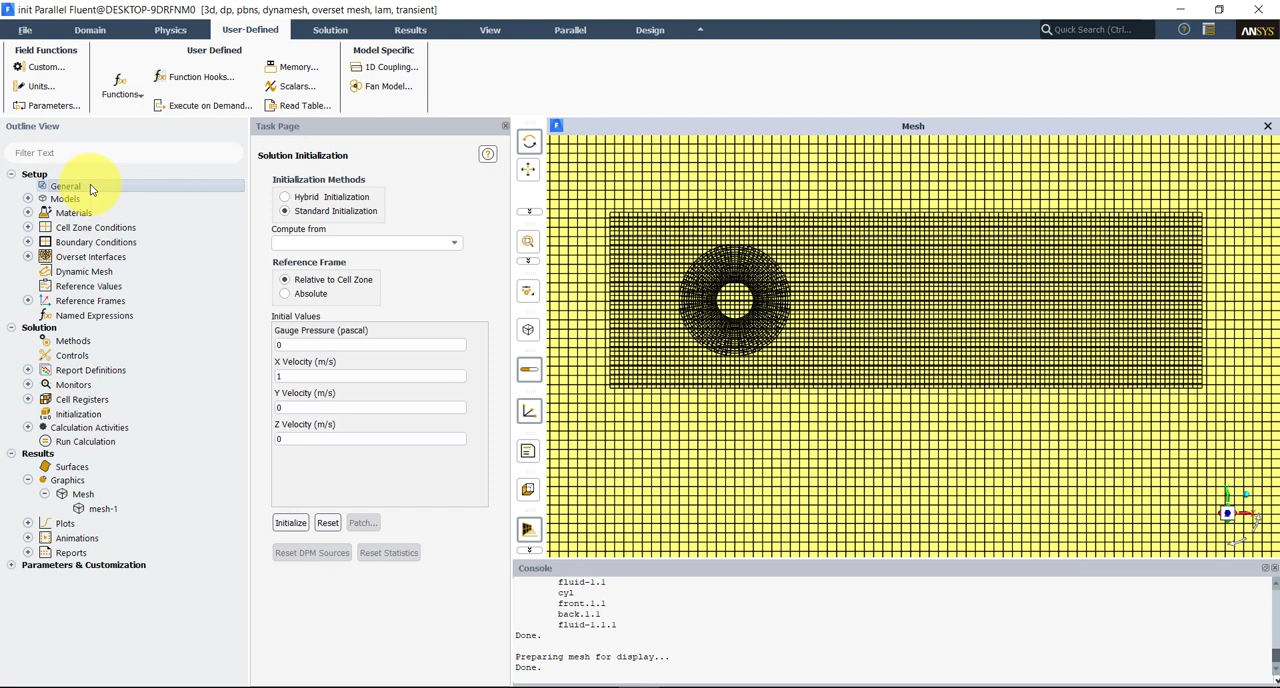 init Parallel Fluent@DESKTOP-9DRFNM0 [3d, dp, pbns, dynamesh, overset mesh, lam, transient]
File Domain Physics User-Defined Solution Results View Parallel Design Quick Search (Ctrl... ANSYS
Field Functions
Custom...
Units...
Parameters...
User Defined
Functions
Function Hooks...
Execute on Demand...
Memory...
Scalars...
Read Table...
Model Specific
1D Coupling...
Fan Model...
Outline View
Filter Text
Setup
General
Models
Materials
Cell Zone Conditions
Boundary Conditions
Overset Interfaces
Dynamic Mesh
Reference Values
Reference Frames
Named Expressions
Solution
Methods
Controls
Report Definitions
Monitors
Cell Registers
Initialization
Calculation Activities
Run Calculation
Results
Surfaces
Graphics
Mesh
mesh-1
Plots
Animations
Reports
Parameters & Customization
Task Page
Solution Initialization
Initialization Methods
Hybrid Initialization
Standard Initialization
Compute from
Reference Frame
Relative to Cell Zone
Absolute
Initial Values
Gauge Pressure (pascal)
0
X Velocity (m/s)
1
Y Velocity (m/s)
0
Z Velocity (m/s)
0
Initialize Reset Patch...
Reset DPM Sources Reset Statistics
Mesh
Console
fluid-1.1
cyl
front.1.1
back.1.1
fluid-1.1.1
Done.
Preparing mesh for display...
Done.